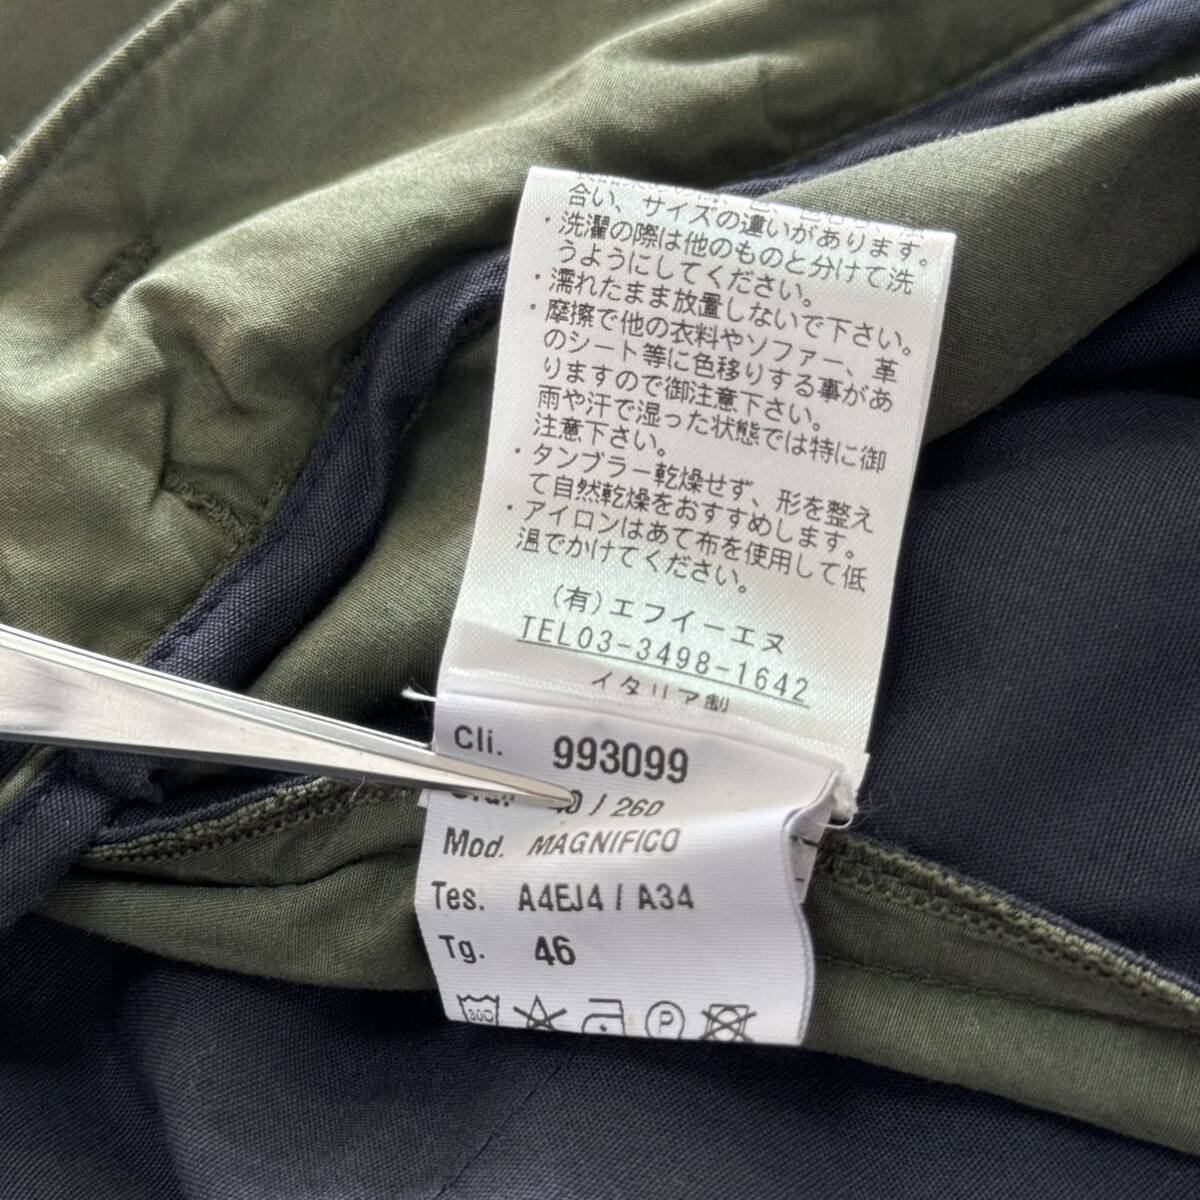 合い、サイズの違いがあります。
・洗濯の際は他のものと分けて洗
うようにしてください。
・濡れたまま放置しないで下さい。
・摩擦で他の衣料やソファー、革
のシート等に色移りする事があ
りますので御注意下さい。
雨や汗で湿った状態では特に御
注意下さい。
・タンブラー乾燥せず、形を整え
て自然乾燥をおすすめします。
・アイロンはあて布を使用して低
温でかけてください。
(有)エフイーエヌ
TEL03-3498-1642
イタリア製
Cli. 993099
/ 260
Mod. MAGNIFICO
Tes. A4EJ4 / A34
Tg. 46
30
P